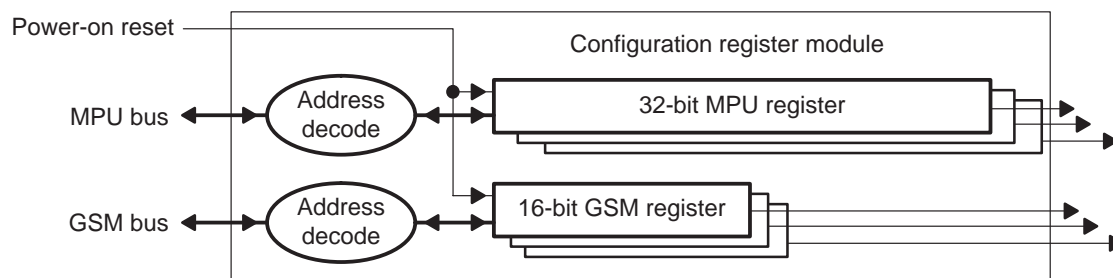 Power-on reset
Configuration register module
MPU bus
Address
decode
32-bit MPU register
GSM bus
Address
decode
16-bit GSM register